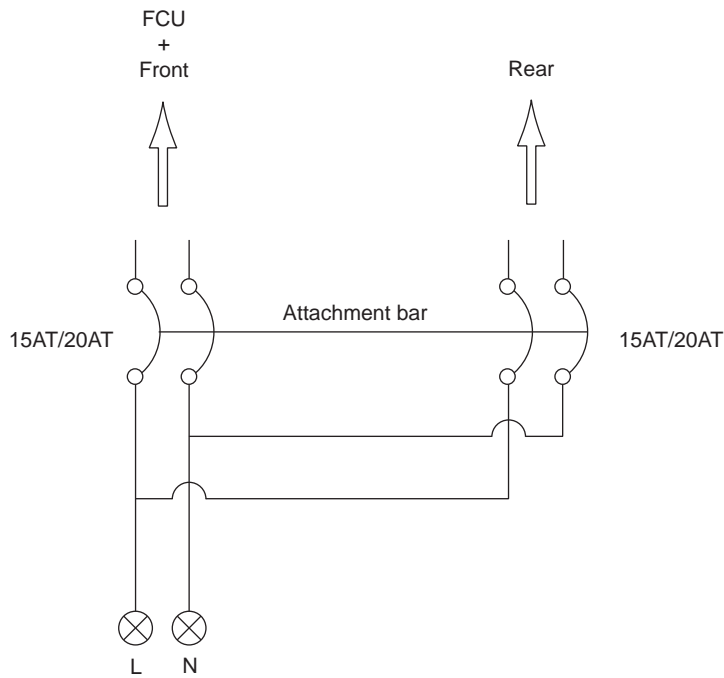 FCU
+
Front
Rear
Attachment bar
15AT/20AT
15AT/20AT
L
N